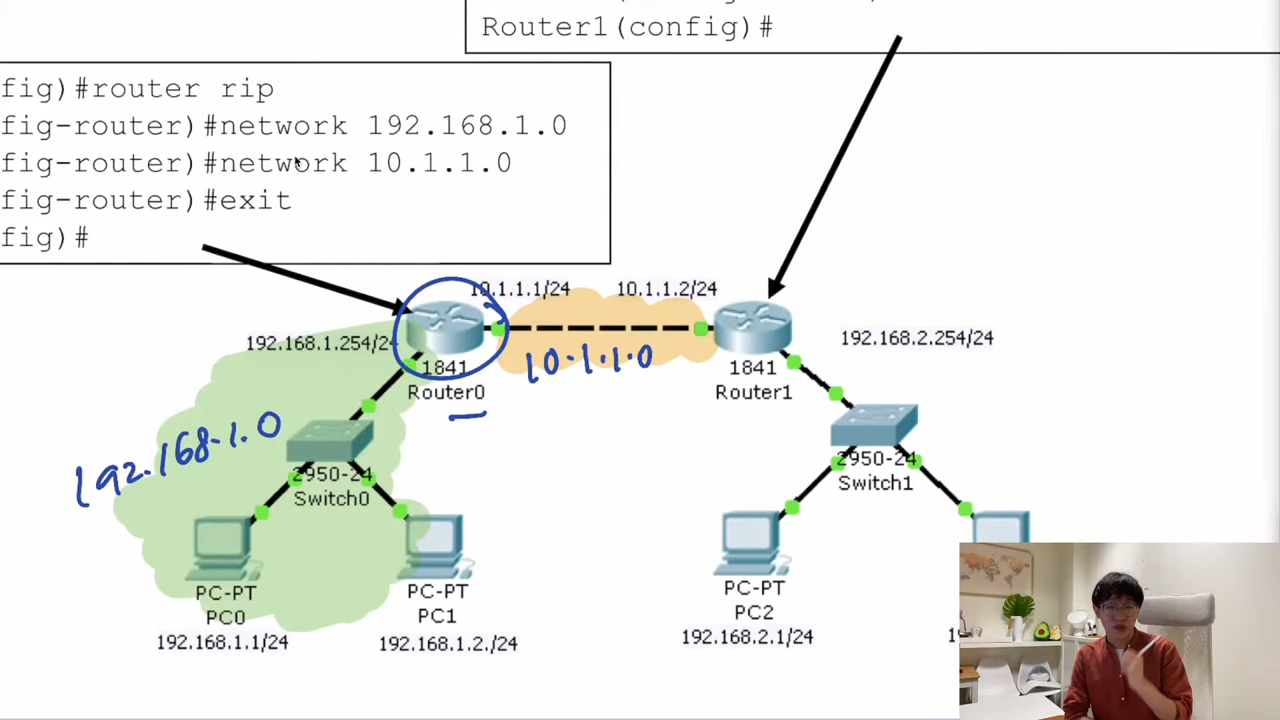 Router1(config)#
fig)#router rip
fig-router)#network 192.168.1.0
fig-router)#network 10.1.1.0
fig-router)#exit
fig)#
10.1.1.1/24
10.1.1.2/24
192.168.1.254/24
192.168.2.254/24
10.1.1.0
1841
Router0
1841
Router1
192.168.1.0
2950-24
Switch0
2950-24
Switch1
PC-PT
PC0
192.168.1.1/24
PC-PT
PC1
192.168.1.2./24
PC-PT
PC2
192.168.2.1/24